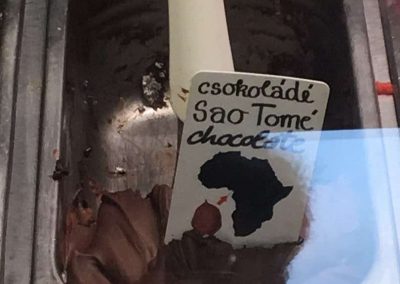 csokoládé
Sao Tomé
chocolate